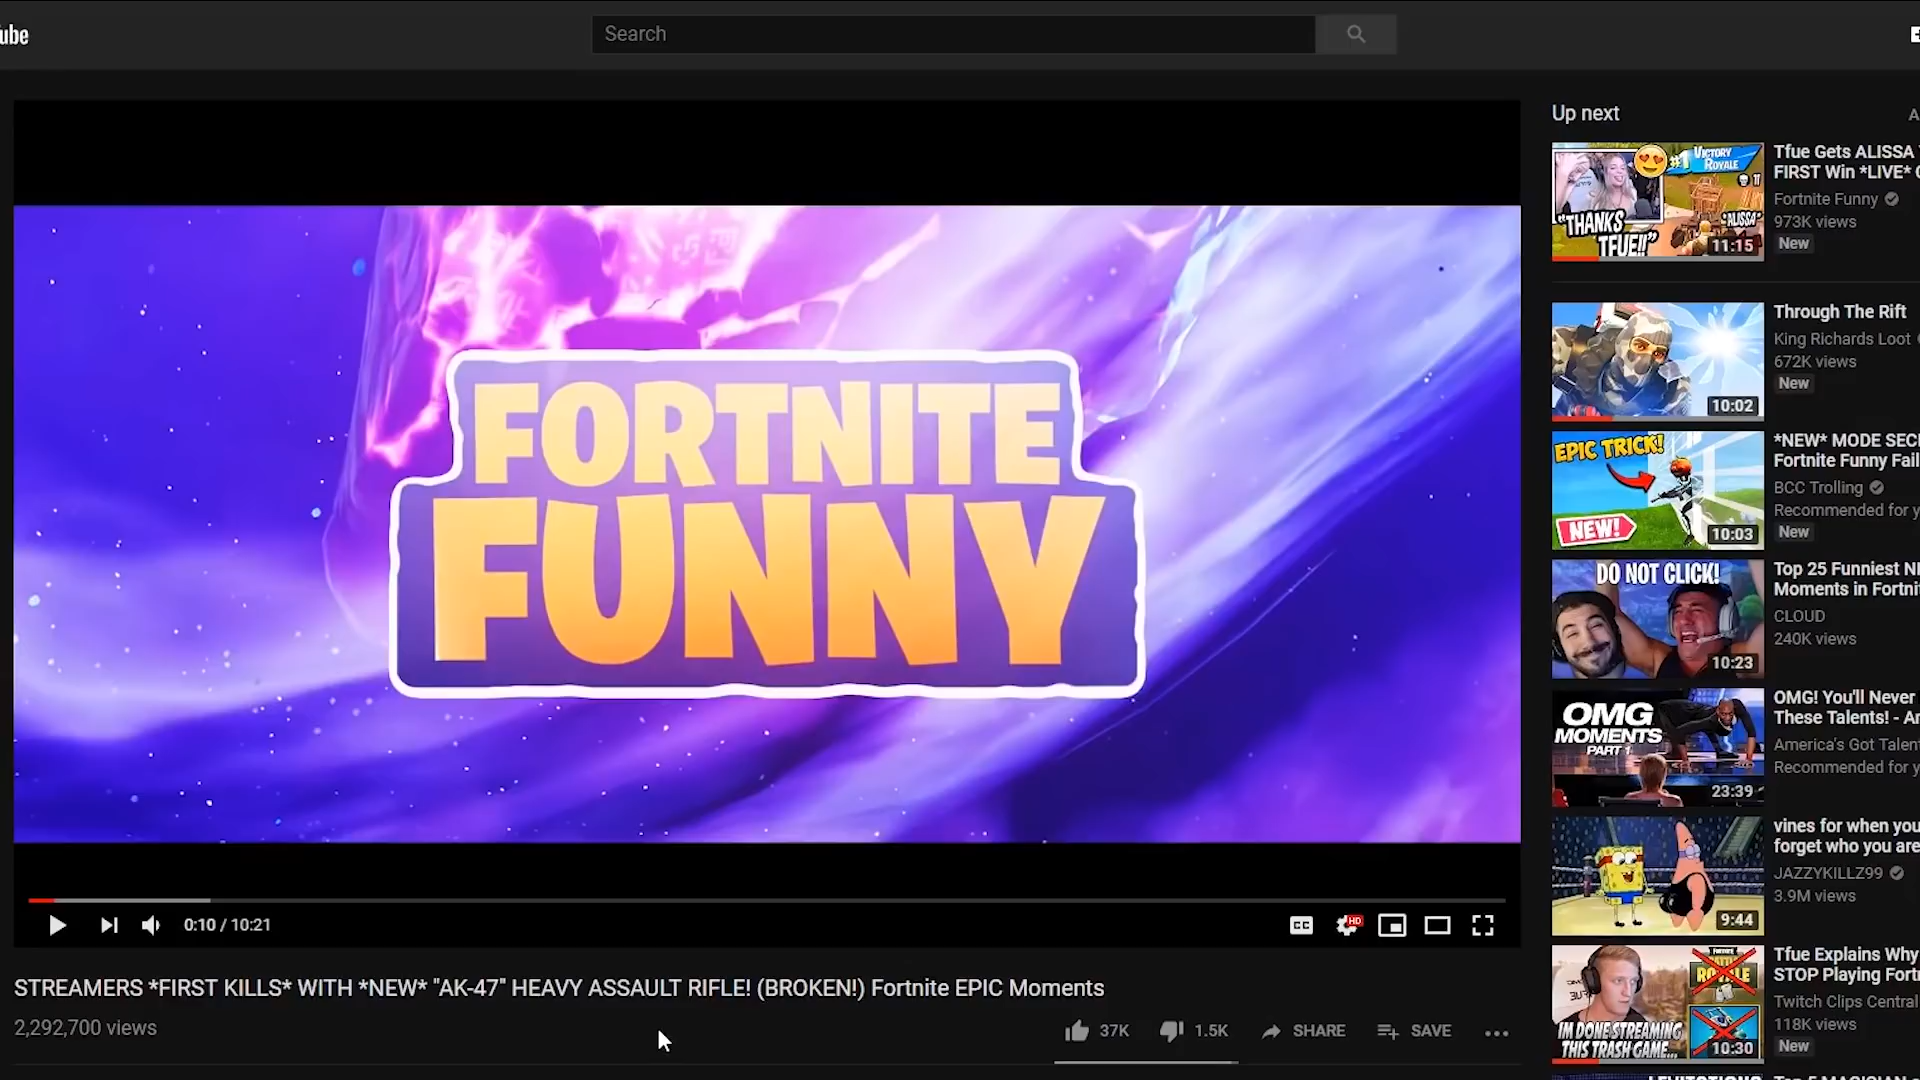 ube
Search
FORTNITE
FUNNY
0:10 / 10:21
CC
HD
STREAMERS *FIRST KILLS* WITH *NEW* "AK-47" HEAVY ASSAULT RIFLE! (BROKEN!) Fortnite EPIC Moments
2,292,700 views
37K
1.5K
SHARE
SAVE
Up next
A
#1 VICTORY ROYALE
"THANKS TFUE!!"
*ALISSA*
11:15
Tfue Gets ALISSA
FIRST Win *LIVE*
Fortnite Funny
973K views
New
10:02
Through The Rift
King Richards Loot
672K views
New
EPIC TRICK!
NEW!
10:03
*NEW* MODE SEC
Fortnite Funny Fail
BCC Trolling
Recommended for y
New
DO NOT CLICK!
10:23
Top 25 Funniest
Moments in Fortni
CLOUD
240K views
OMG
MOMENTS
PART 1
23:39
OMG! You'll Never
These Talents! - A
America's Got Talen
Recommended for y
9:44
vines for when you
forget who you are
JAZZYKILLZ99
3.9M views
IM DONE STREAMING
THIS TRASH GAME...
10:30
Tfue Explains Why
STOP Playing Fort
Twitch Clips Central
118K views
New